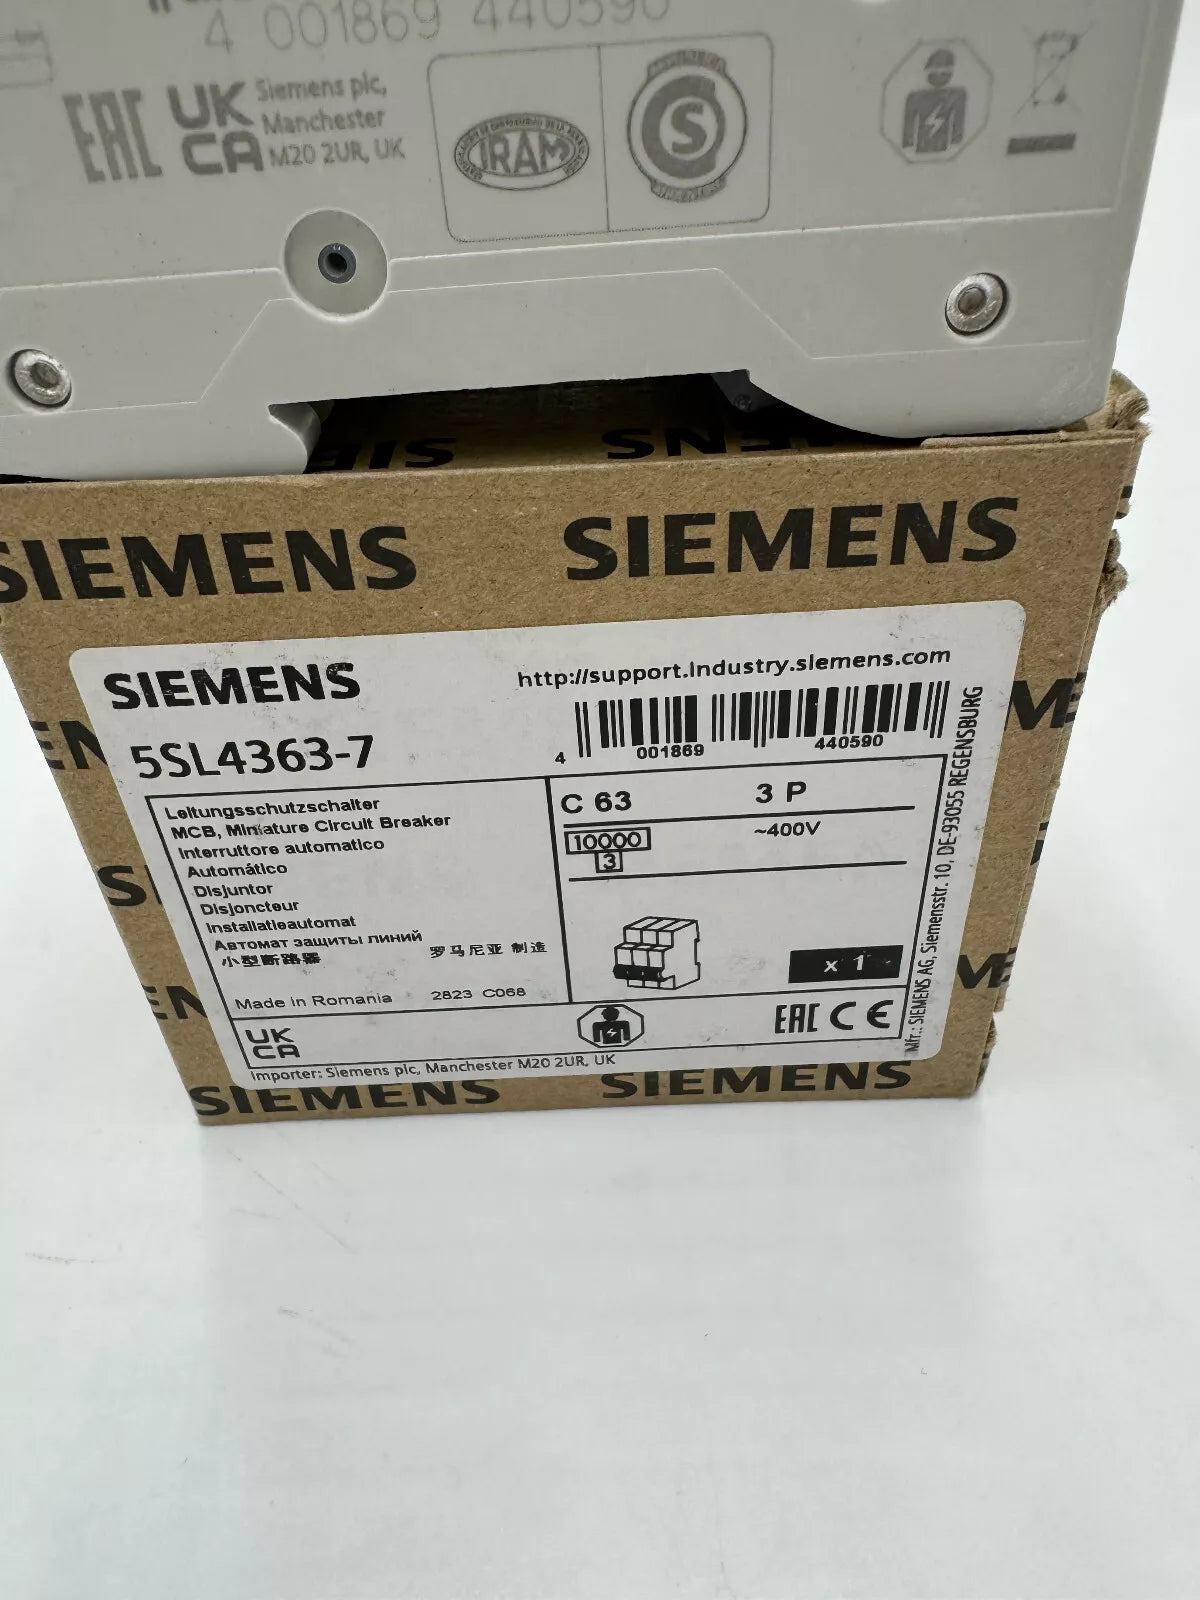 4 001869 440590
EAC
UK
CA
Siemens plc,
Manchester
M20 2UR, UK
IRAM
S
SIEMENS
SIEMENS
SIEMENS
http://support.industry.siemens.com
5SL4363-7
4 001869 440590
Leitungsschutzschalter
MCB, Miniature Circuit Breaker
Interruttore automatico
Automático
Disjuntor
Disjoncteur
Installatieautomat
Автомат защиты линий
小型断路器
罗马尼亚 制造
Made in Romania 2823 C068
C 63 3 P
10000 ~400V
3
x 1
UK
CA
EAC CE
Importer: Siemens plc, Manchester M20 2UR, UK
Mfr.: SIEMENS AG, Siemensstr. 10, DE-93055 REGENSBURG
SIEMENS SIEMENS